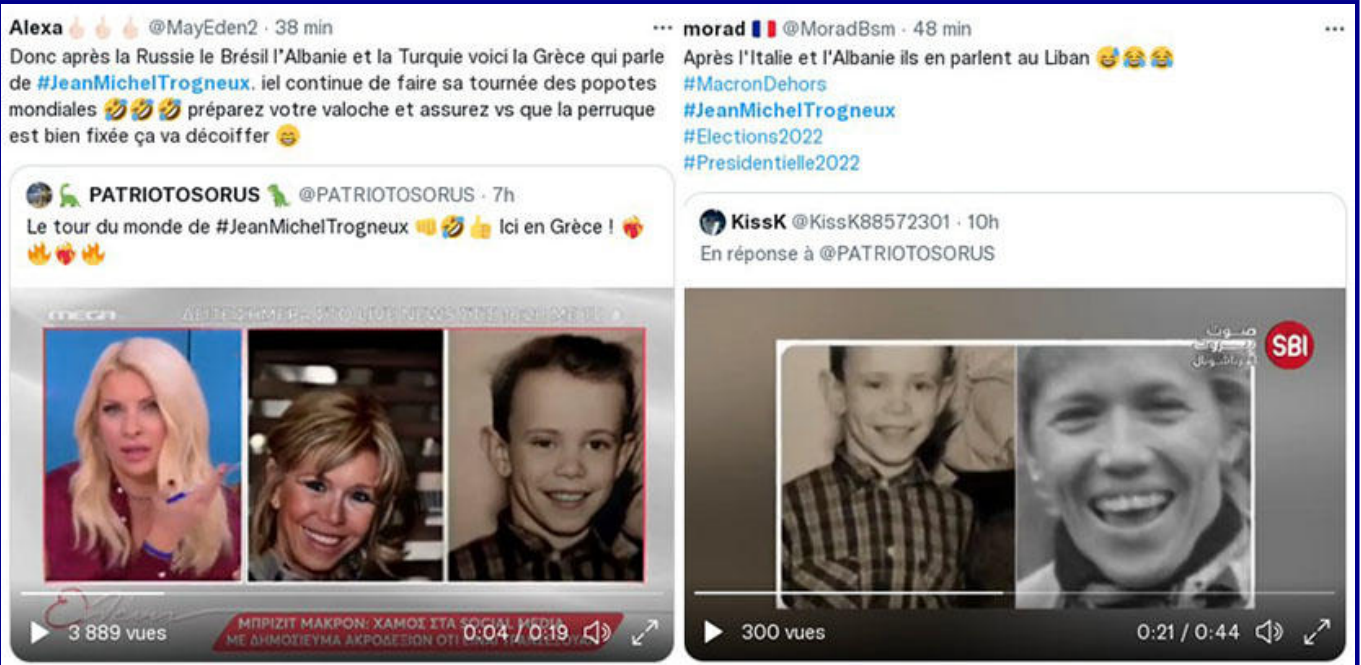 Alexa @MayEden2 · 38 min
Donc après la Russie le Brésil l'Albanie et la Turquie voici la Grèce qui parle
de #JeanMichelTrogneux. iel continue de faire sa tournée des popotes
mondiales 🤣🤣🤣 préparez votre valoche et assurez vs que la perruque
est bien fixée ça va décoiffer 😄
PATRIOTOSORUS @PATRIOTOSORUS · 7h
Le tour du monde de #JeanMichelTrogneux 👊🤣👍 Ici en Grèce ! ❤️‍🔥
🔥❤️‍🔥🔥
MEGA
ΜΠΡΙΖΙΤ ΜΑΚΡΟΝ: ΧΑΜΟΣ ΣΤΑ SOCIAL MEDIA
ΜΕ ΔΗΜΟΣΙΕΥΜΑ ΑΚΡΟΔΕΞΙΩΝ ΟΤΙ
3 889 vues
0:04 / 0:19
morad 🇫🇷 @MoradBsm · 48 min
Après l'Italie et l'Albanie ils en parlent au Liban 😅😂😂
#MacronDehors
#JeanMichelTrogneux
#Elections2022
#Presidentielle2022
KissK @KissK88572301 · 10h
En réponse à @PATRIOTOSORUS
صوت
بيروت
إنترناشونال
SBI
300 vues
0:21 / 0:44